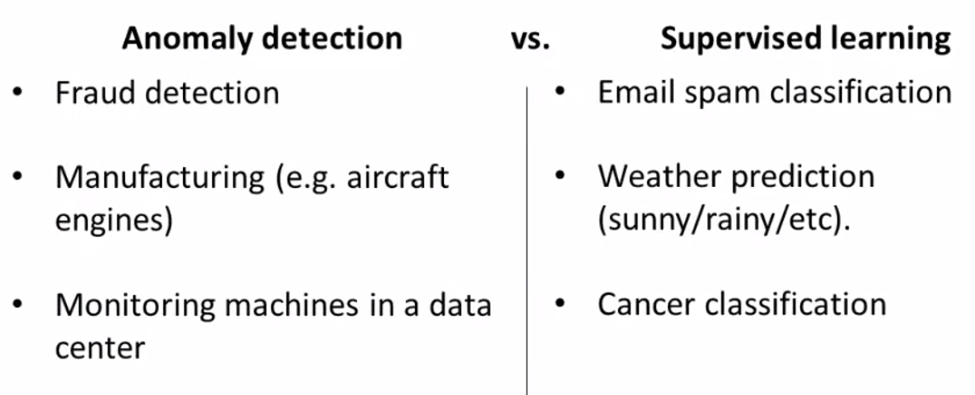 Anomaly detection vs. Supervised learning
• Fraud detection
• Manufacturing (e.g. aircraft
engines)
• Monitoring machines in a data
center
• Email spam classification
• Weather prediction
(sunny/rainy/etc).
• Cancer classification